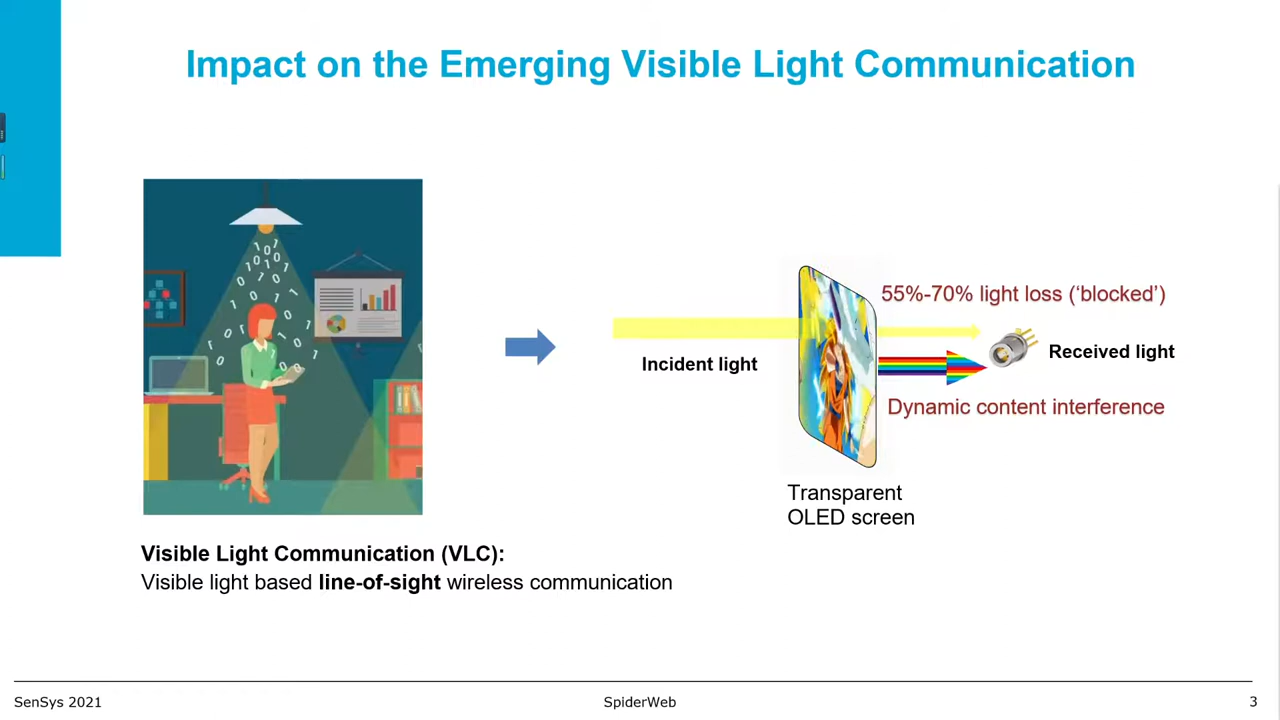 Impact on the Emerging Visible Light Communication
55%-70% light loss (‘blocked’)
Incident light
Received light
Dynamic content interference
Transparent
OLED screen
Visible Light Communication (VLC):
Visible light based line-of-sight wireless communication
SenSys 2021
SpiderWeb
3